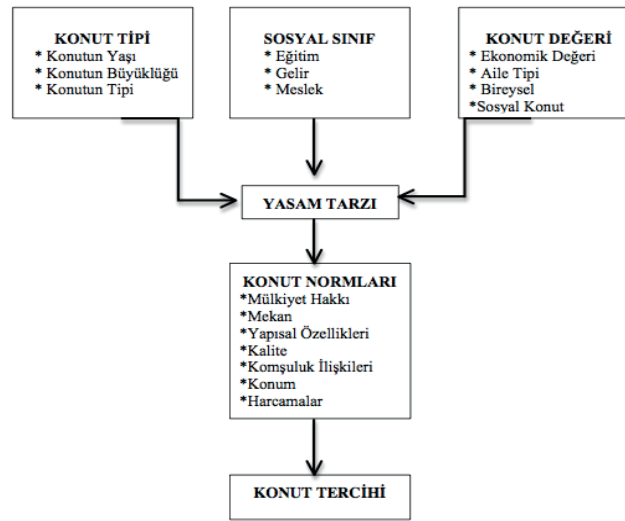 KONUT TİPİ
* Konutun Yaşı
* Konutun Büyüklüğü
* Konutun Tipi
SOSYAL SINIF
* Eğitim
* Gelir
* Meslek
KONUT DEĞERİ
* Ekonomik Değeri
* Aile Tipi
* Bireysel
*Sosyal Konut
YASAM TARZI
KONUT NORMLARI
*Mülkiyet Hakkı
*Mekan
*Yapısal Özellikleri
*Kalite
*Komşuluk İlişkileri
*Konum
*Harcamalar
KONUT TERCİHİ